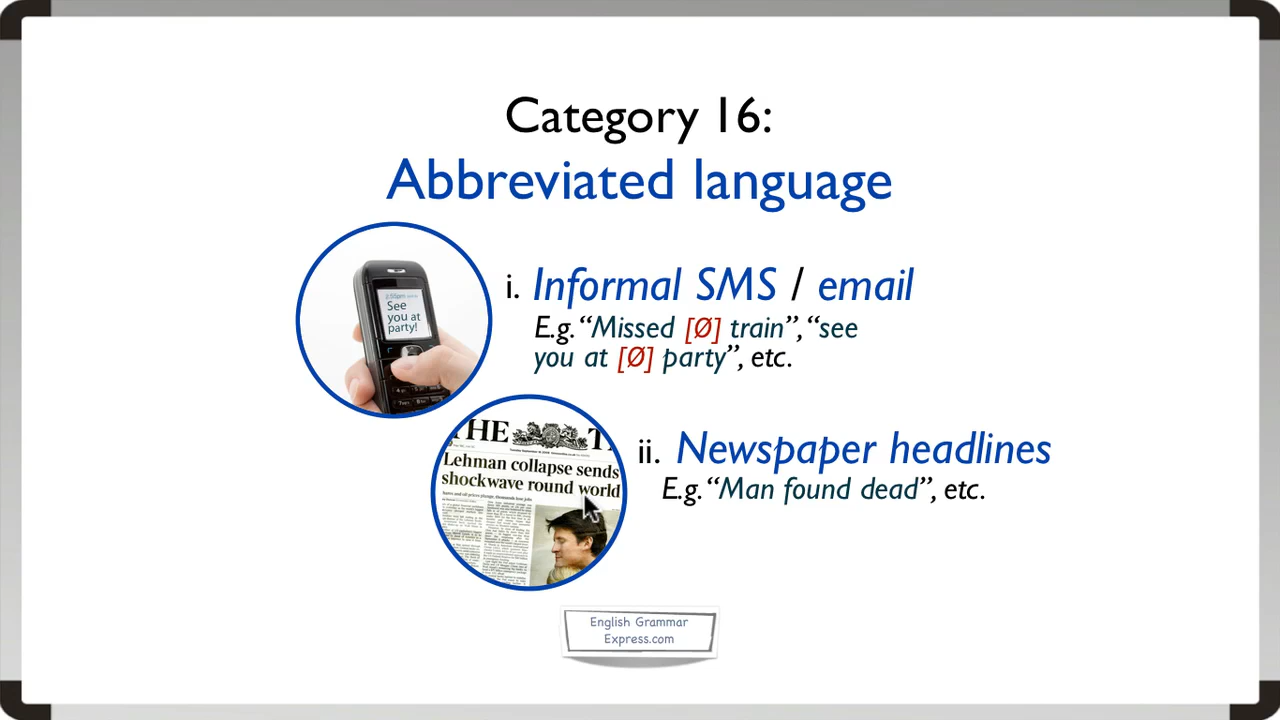 Category 16:
Abbreviated language
See
you at
party!
i. Informal SMS / email
E.g. “Missed [Ø] train”, “see
you at [Ø] party”, etc.
THE T
Lehman collapse sends
shockwave round world
ii. Newspaper headlines
E.g. “Man found dead”, etc.
English Grammar
Express.com